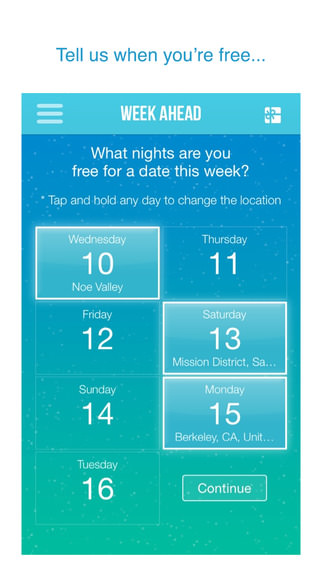 Tell us when you’re free...
WEEK AHEAD
What nights are you
free for a date this week?
* Tap and hold any day to change the location
Wednesday
10
Noe Valley
Thursday
11
Friday
12
Saturday
13
Mission District, Sa...
Sunday
14
Monday
15
Berkeley, CA, Unit...
Tuesday
16
Continue